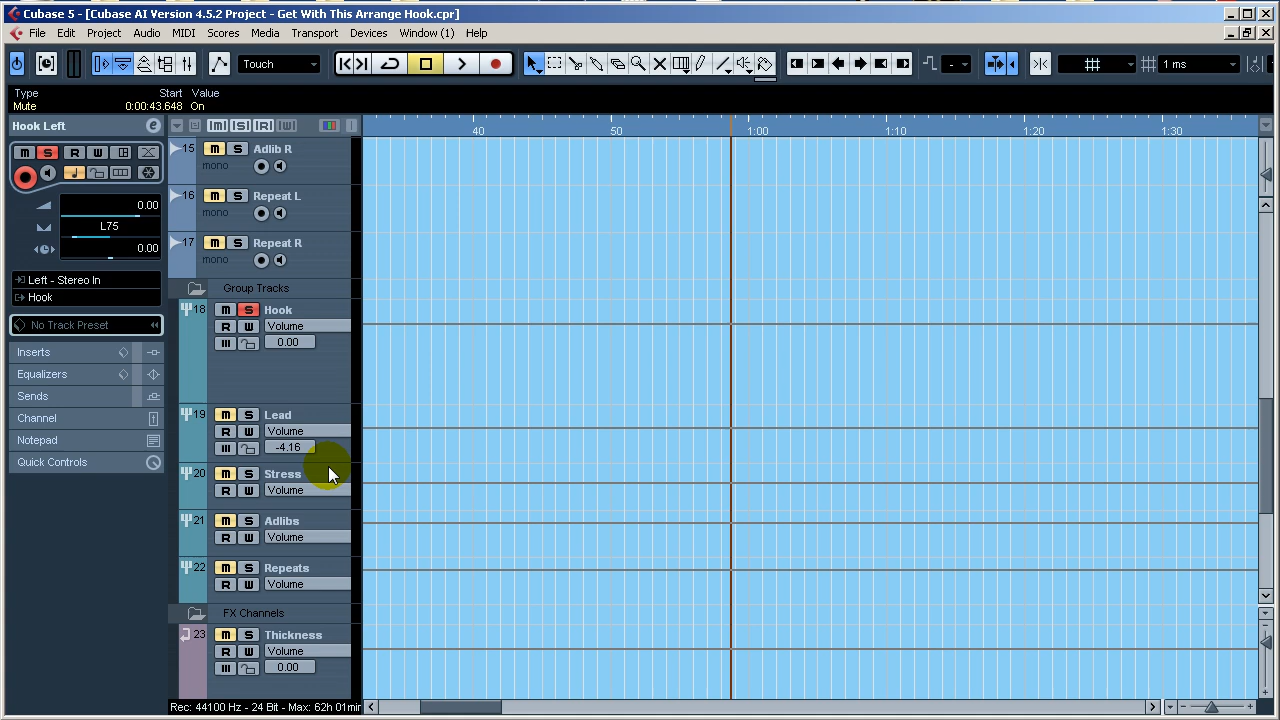 Cubase 5 - [Cubase AI Version 4.5.2 Project - Get With This Arrange Hook.cpr]
File Edit Project Audio MIDI Scores Media Transport Devices Window (1) Help
Touch
- 1 ms
Type Start Value
Mute 0:00:43.648 On
Hook Left
[m] [S] [R] [W]
40 50 1:00 1:10 1:20 1:30
m S R W
0.00
L75
0.00
Left - Stereo In
Hook
No Track Preset
Inserts
Equalizers
Sends
Channel
Notepad
Quick Controls
15 m S Adlib R
mono
16 m S Repeat L
mono
17 m S Repeat R
mono
Group Tracks
18 m S Hook
R W Volume
0.00
19 m S Lead
R W Volume
-4.16
20 m S Stress
R W Volume
21 m S Adlibs
R W Volume
22 m S Repeats
R W Volume
FX Channels
23 m S Thickness
R W Volume
0.00
Rec: 44100 Hz - 24 Bit - Max: 62h 01min